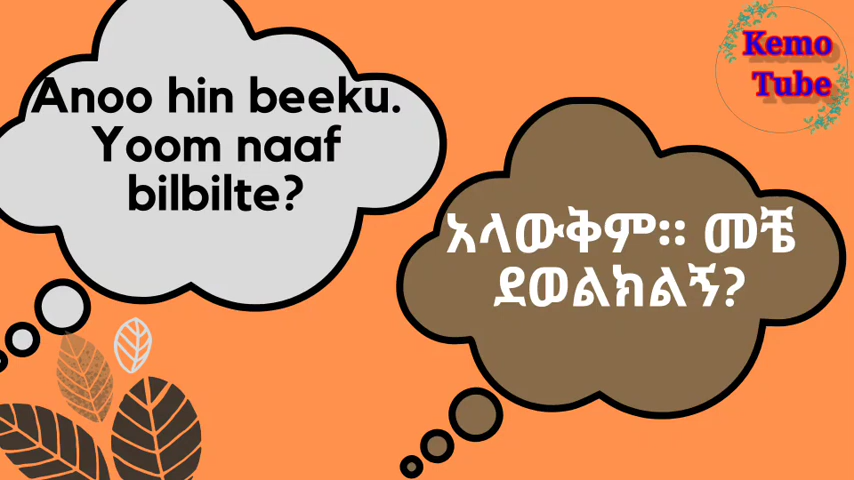 Anoo hin beeku.
Yoom naaf
bilbilte?
Kemo
Tube
አላውቅም። መቼ
ደወልክልኝ?